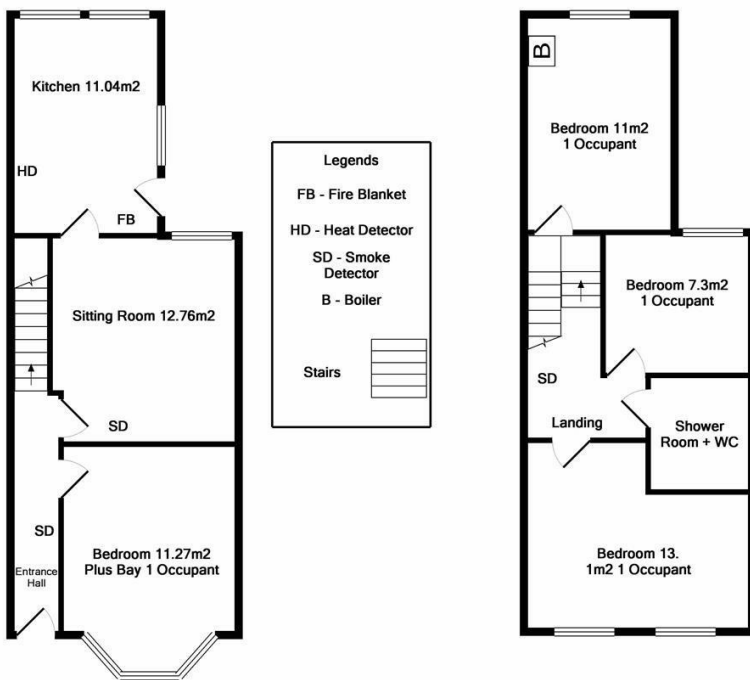 Kitchen 11.04m2
HD
FB
Sitting Room 12.76m2
SD
SD
Entrance
Hall
Bedroom 11.27m2
Plus Bay 1 Occupant
Legends
FB - Fire Blanket
HD - Heat Detector
SD - Smoke
Detector
B - Boiler
Stairs
B
Bedroom 11m2
1 Occupant
Bedroom 7.3m2
1 Occupant
SD
Landing
Shower
Room + WC
Bedroom 13.
1m2 1 Occupant